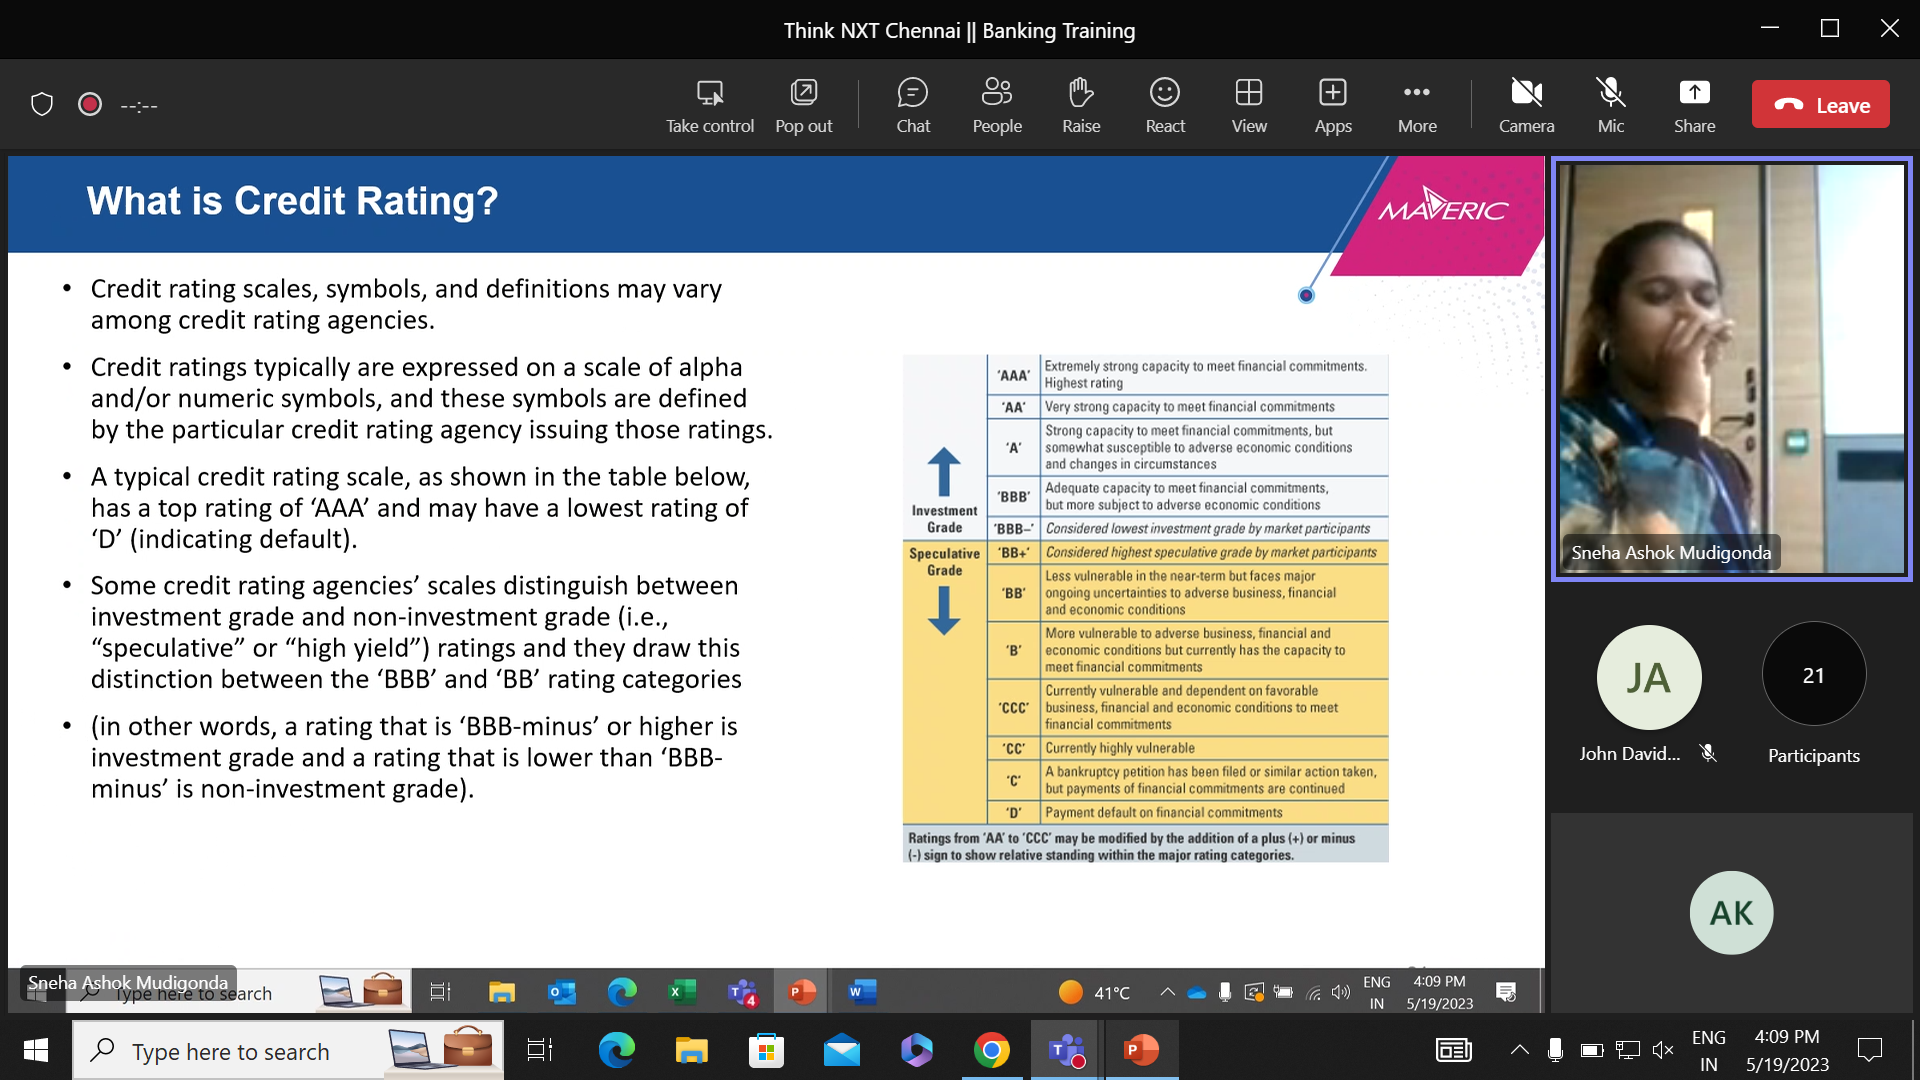 Think NXT Chennai || Banking Training
--:--
Take control
Pop out
Chat
People
Raise
React
View
Apps
More
Camera
Mic
Share
Leave
What is Credit Rating?
MAVERIC
• Credit rating scales, symbols, and definitions may vary
among credit rating agencies.
• Credit ratings typically are expressed on a scale of alpha
and/or numeric symbols, and these symbols are defined
by the particular credit rating agency issuing those ratings.
• A typical credit rating scale, as shown in the table below,
has a top rating of ‘AAA’ and may have a lowest rating of
‘D’ (indicating default).
• Some credit rating agencies’ scales distinguish between
investment grade and non-investment grade (i.e.,
“speculative” or “high yield”) ratings and they draw this
distinction between the ‘BBB’ and ‘BB’ rating categories
• (in other words, a rating that is ‘BBB-minus’ or higher is
investment grade and a rating that is lower than ‘BBB-
minus’ is non-investment grade).
Investment
Grade
‘AAA’ Extremely strong capacity to meet financial commitments.
Highest rating
‘AA’ Very strong capacity to meet financial commitments
‘A’ Strong capacity to meet financial commitments, but
somewhat susceptible to adverse economic conditions
and changes in circumstances
‘BBB’ Adequate capacity to meet financial commitments,
but more subject to adverse economic conditions
‘BBB–’ Considered lowest investment grade by market participants
Speculative
Grade
‘BB+’ Considered highest speculative grade by market participants
‘BB’ Less vulnerable in the near-term but faces major
ongoing uncertainties to adverse business, financial
and economic conditions
‘B’ More vulnerable to adverse business, financial and
economic conditions but currently has the capacity to
meet financial commitments
‘CCC’ Currently vulnerable and dependent on favorable
business, financial and economic conditions to meet
financial commitments
‘CC’ Currently highly vulnerable
‘C’ A bankruptcy petition has been filed or similar action taken,
but payments of financial commitments are continued
‘D’ Payment default on financial commitments
Ratings from ‘AA’ to ‘CCC’ may be modified by the addition of a plus (+) or minus
(-) sign to show relative standing within the major rating categories.
Sneha Ashok Mudigonda
JA
John David...
21
Participants
AK
Sneha Ashok Mudigonda
Type here to search
4
41°C
ENG
IN
4:09 PM
5/19/2023
Type here to search
ENG
IN
4:09 PM
5/19/2023